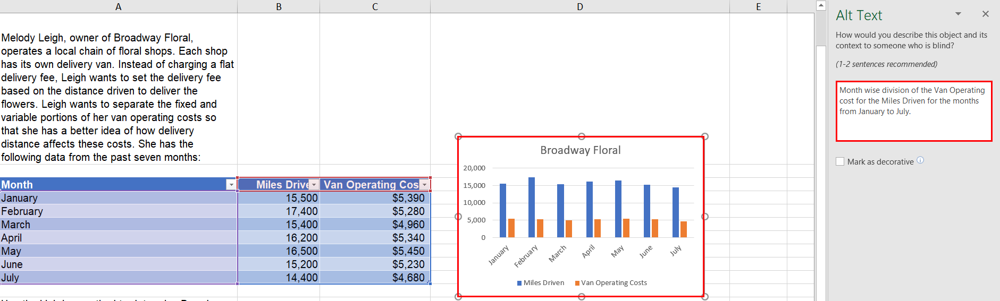 A B C D E
Melody Leigh, owner of Broadway Floral,
operates a local chain of floral shops. Each shop
has its own delivery van. Instead of charging a flat
delivery fee, Leigh wants to set the delivery fee
based on the distance driven to deliver the
flowers. Leigh wants to separate the fixed and
variable portions of her van operating costs so
that she has a better idea of how delivery
distance affects these costs. She has the
following data from the past seven months:
Month Miles Drive Van Operating Cos
January 15,500 $5,390
February 17,400 $5,280
March 15,400 $4,960
April 16,200 $5,340
May 16,500 $5,450
June 15,200 $5,230
July 14,400 $4,680
Broadway Floral
20,000
15,000
10,000
5,000
0
January February March April May June July
Miles Driven Van Operating Costs
Alt Text
How would you describe this object and its
context to someone who is blind?
(1-2 sentences recommended)
Month wise division of the Van Operating
cost for the Miles Driven for the months
from January to July.
Mark as decorative